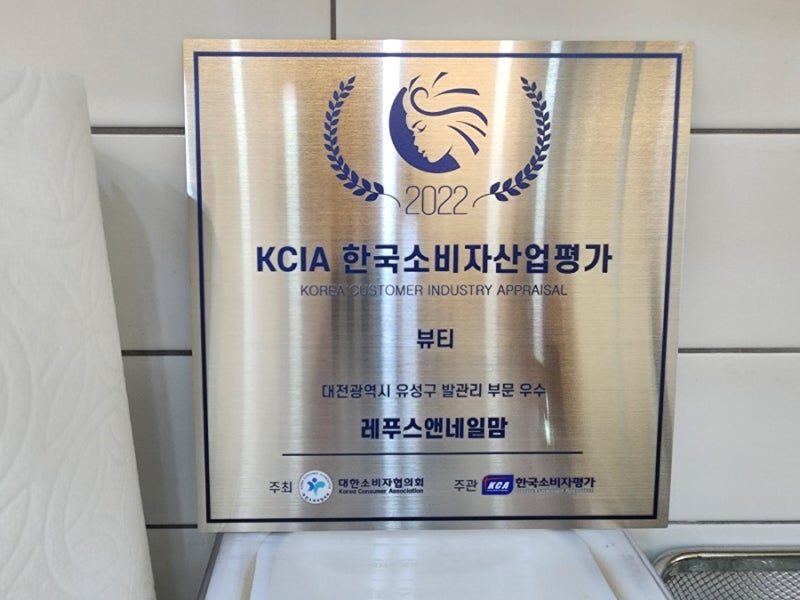 2022
KCIA 한국소비자산업평가
KOREA CUSTOMER INDUSTRY APPRAISAL
뷰티
대전광역시 유성구 발관리 부문 우수
레푸스앤네일맘
주최 대한소비자협의회 주관 KCA 한국소비자평가
Korea Consumer Association